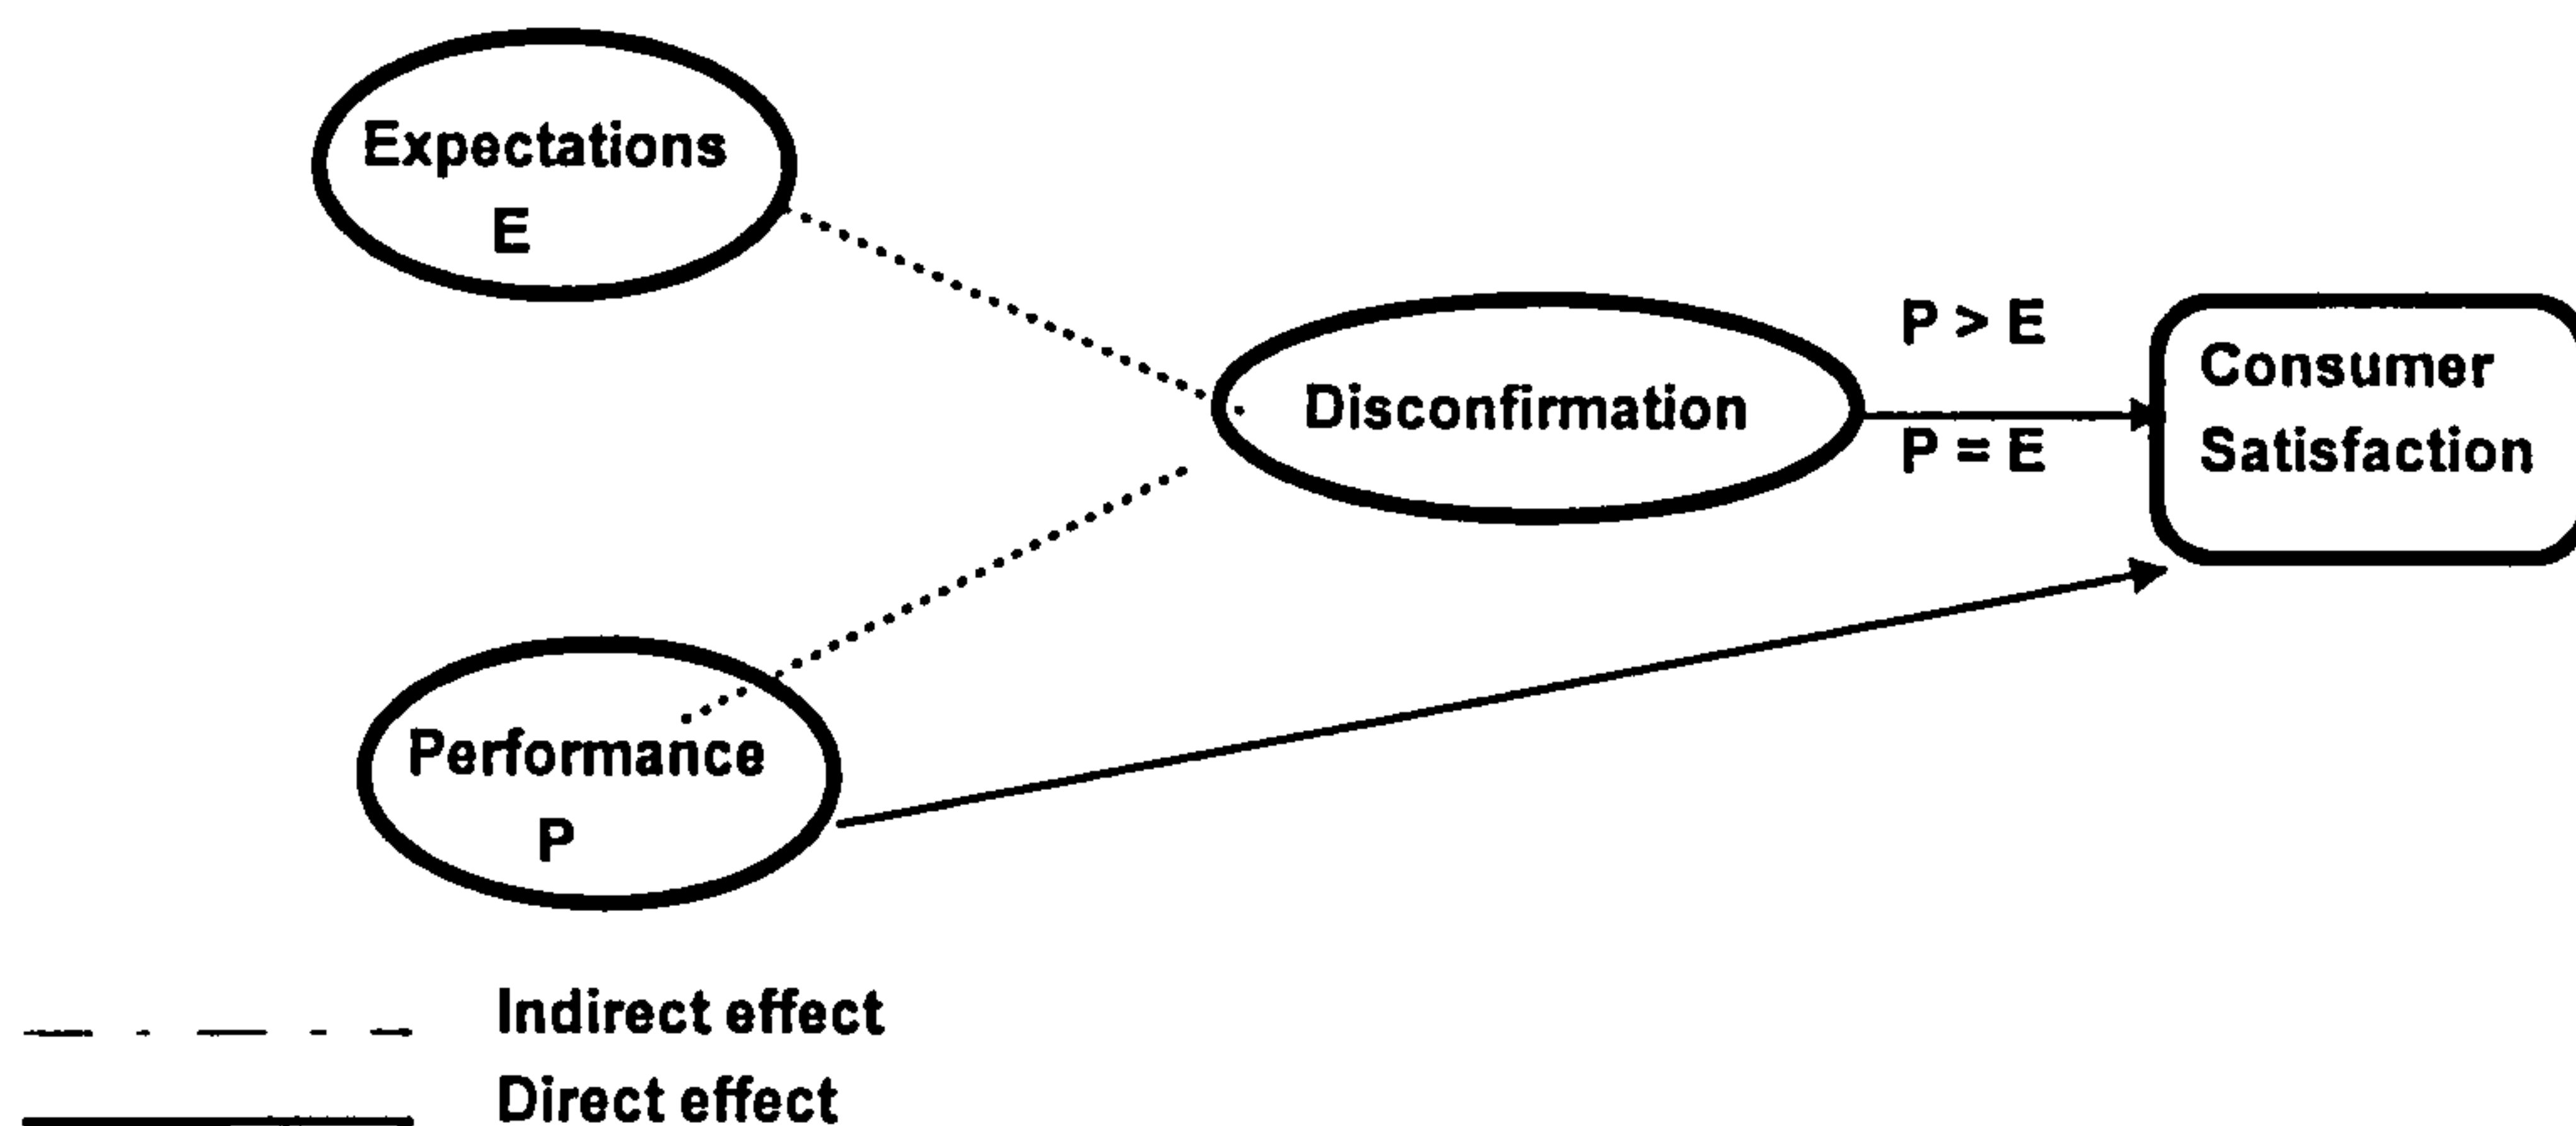 Expectations
E
Disconfirmation
P > E
P = E
Consumer
Satisfaction
Performance
P
Indirect effect
Direct effect